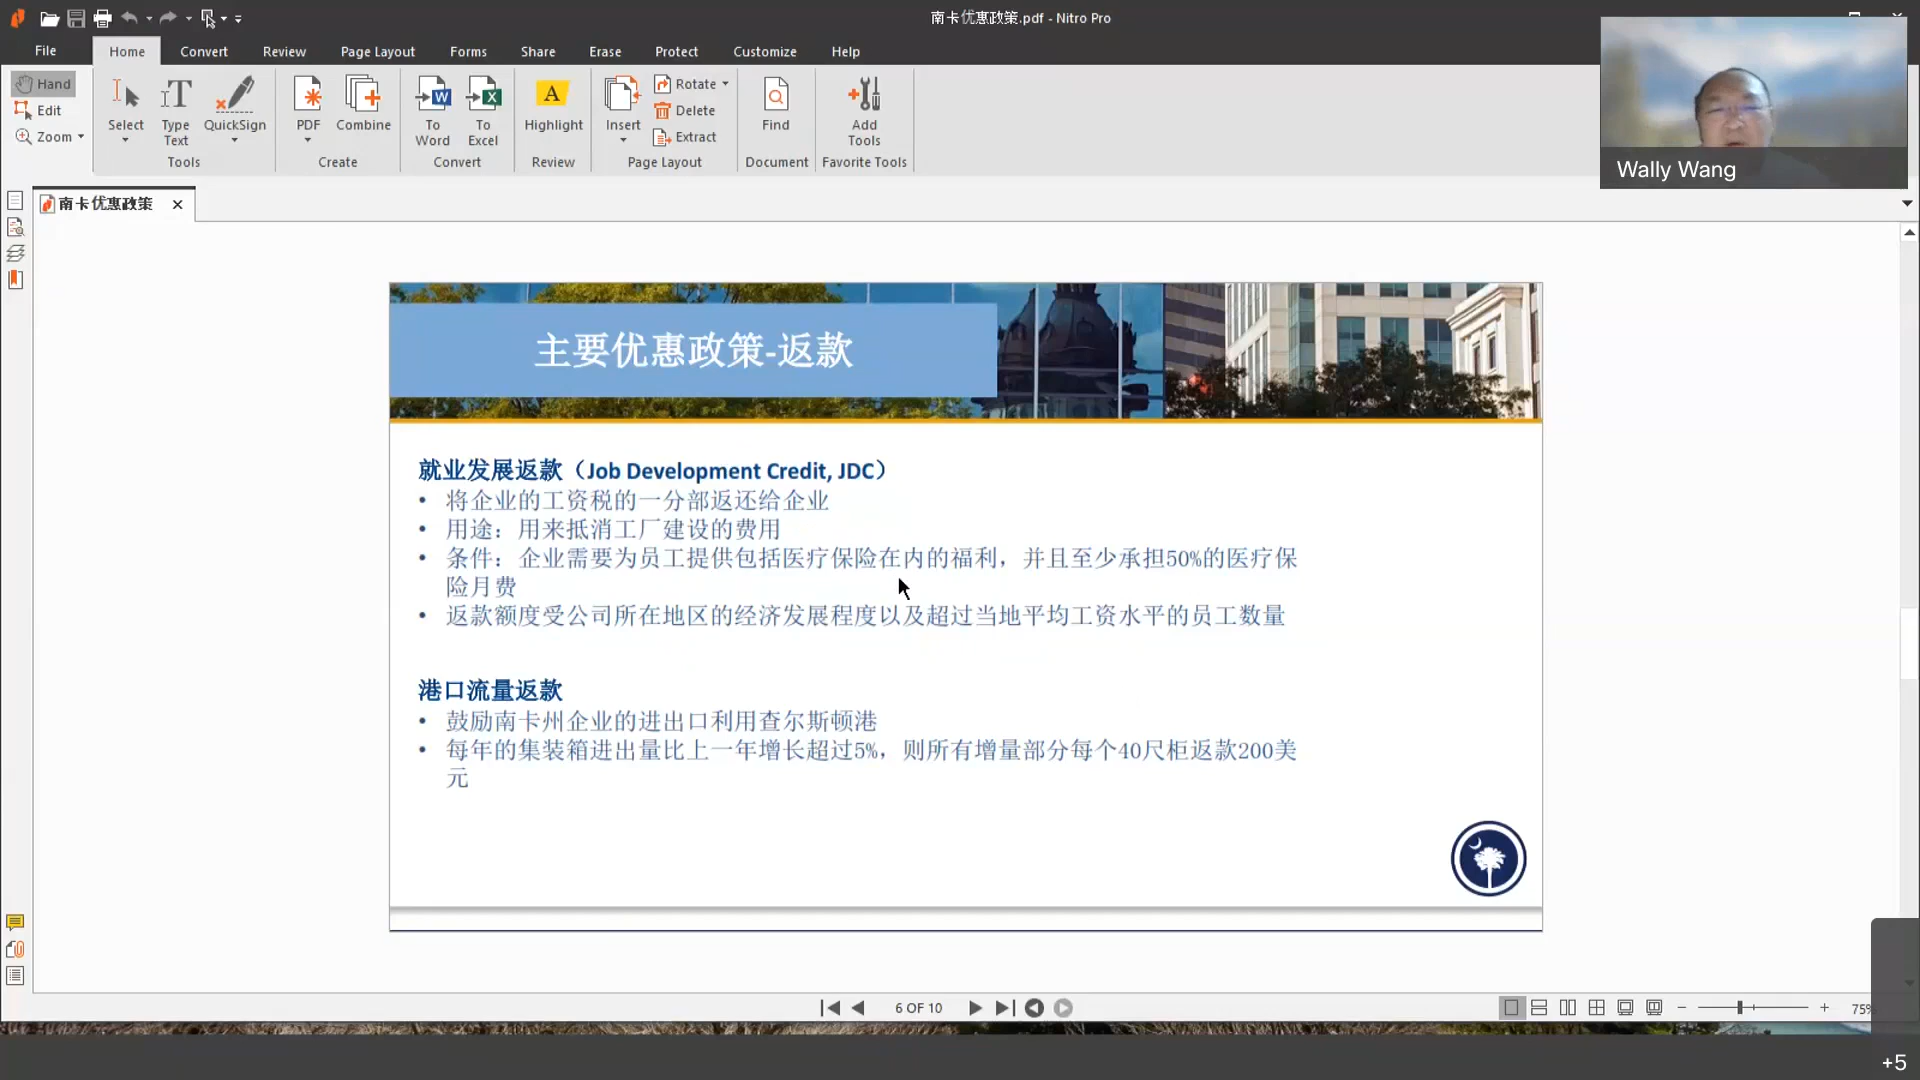 南卡优惠政策.pdf - Nitro Pro
File Home Convert Review Page Layout Forms Share Erase Protect Customize Help
Hand
Edit
Zoom
Select
Type Text
QuickSign
Tools
PDF
Combine
Create
To Word
To Excel
Convert
Highlight
Review
Insert
Rotate
Delete
Extract
Page Layout
Find
Document
Add Tools
Favorite Tools
Wally Wang
南卡优惠政策
主要优惠政策-返款
就业发展返款（Job Development Credit, JDC）
• 将企业的工资税的一分部返还给企业
• 用途：用来抵消工厂建设的费用
• 条件：企业需要为员工提供包括医疗保险在内的福利，并且至少承担50%的医疗保
险月费
• 返款额度受公司所在地区的经济发展程度以及超过当地平均工资水平的员工数量
港口流量返款
• 鼓励南卡州企业的进出口利用查尔斯顿港
• 每年的集装箱进出量比上一年增长超过5%，则所有增量部分每个40尺柜返款200美
元
6 OF 10
75%
+5